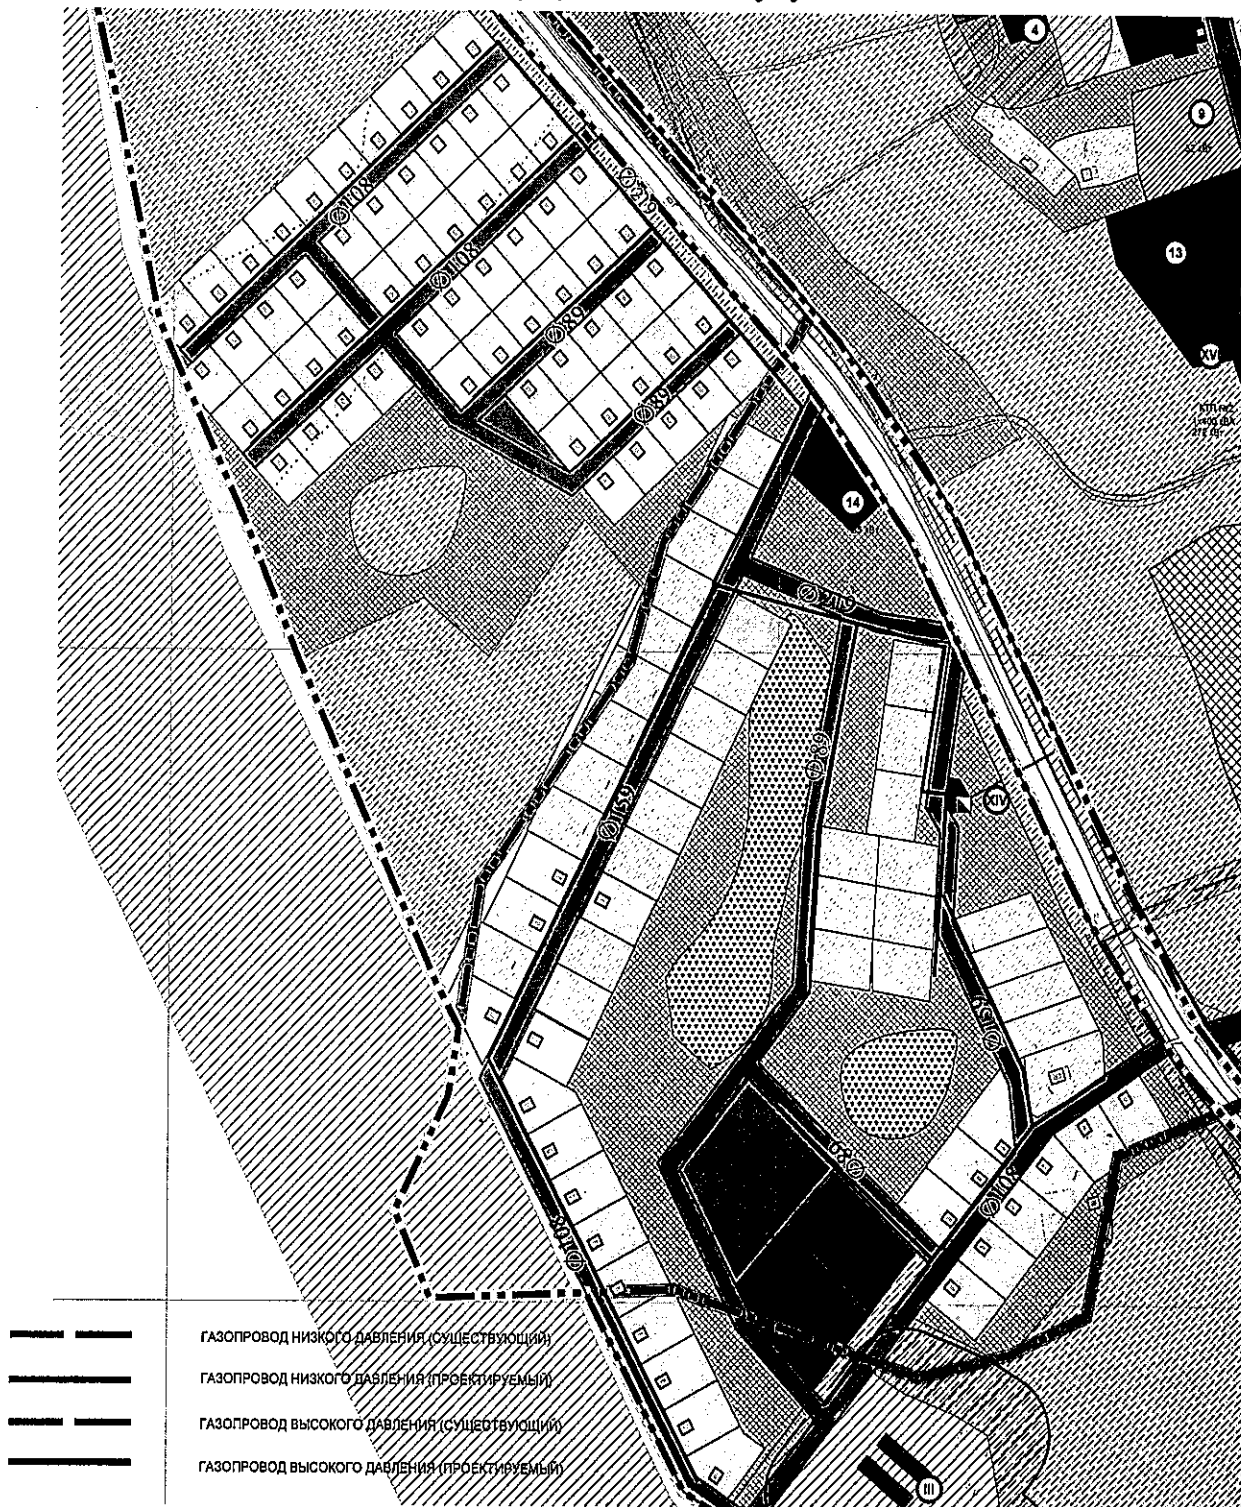 4
9
13
XV
Ø108
Ø219
Ø108
Ø89
Ø89
14
Ø219
Ø89
Ø159
XIV
Ø159
Ø89
Ø108
Ø108
ГАЗОПРОВОД НИЗКОГО ДАВЛЕНИЯ (СУЩЕСТВУЮЩИЙ)
ГАЗОПРОВОД НИЗКОГО ДАВЛЕНИЯ (ПРОЕКТИРУЕМЫЙ)
ГАЗОПРОВОД ВЫСОКОГО ДАВЛЕНИЯ (СУЩЕСТВУЮЩИЙ)
ГАЗОПРОВОД ВЫСОКОГО ДАВЛЕНИЯ (ПРОЕКТИРУЕМЫЙ)
III